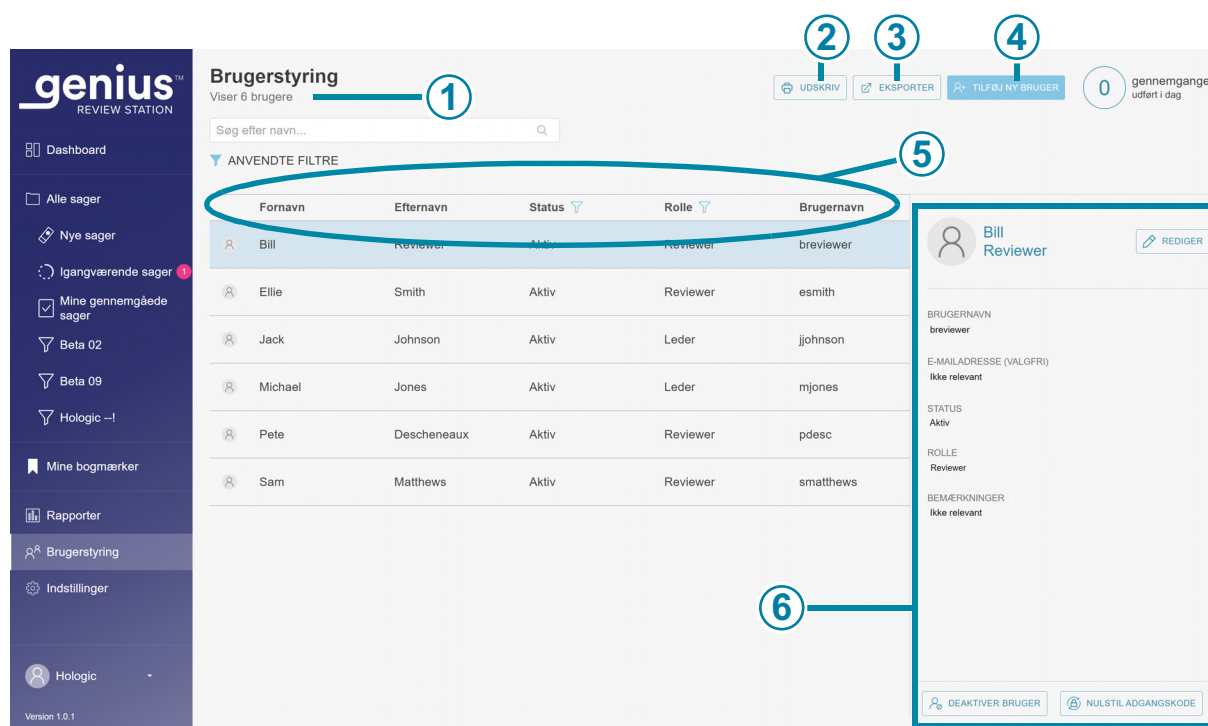 2
3
4
genius™
REVIEW STATION
Brugerstyring
Viser 6 brugere
1
UDSKRIV
EKSPORTER
TILFØJ NY BRUGER
0
gennemgange
udført i dag
Søg efter navn...
ANVENDTE FILTRE
5
Dashboard
Alle sager
Nye sager
Igangværende sager 1
Mine gennemgåede
sager
Beta 02
Beta 09
Hologic --!
Mine bogmærker
Rapporter
Brugerstyring
Indstillinger
Hologic
Version 1.0.1
Fornavn Efternavn Status Rolle Brugernavn
Bill Reviewer Aktiv Reviewer breviewer
Ellie Smith Aktiv Reviewer esmith
Jack Johnson Aktiv Leder jjohnson
Michael Jones Aktiv Leder mjones
Pete Descheneaux Aktiv Reviewer pdesc
Sam Matthews Aktiv Reviewer smatthews
Bill
Reviewer
REDIGER
BRUGERNAVN
breviewer
E-MAILADRESSE (VALGFRI)
Ikke relevant
STATUS
Aktiv
ROLLE
Reviewer
BEMÆRKNINGER
Ikke relevant
6
DEAKTIVER BRUGER
NULSTIL ADGANGSKODE